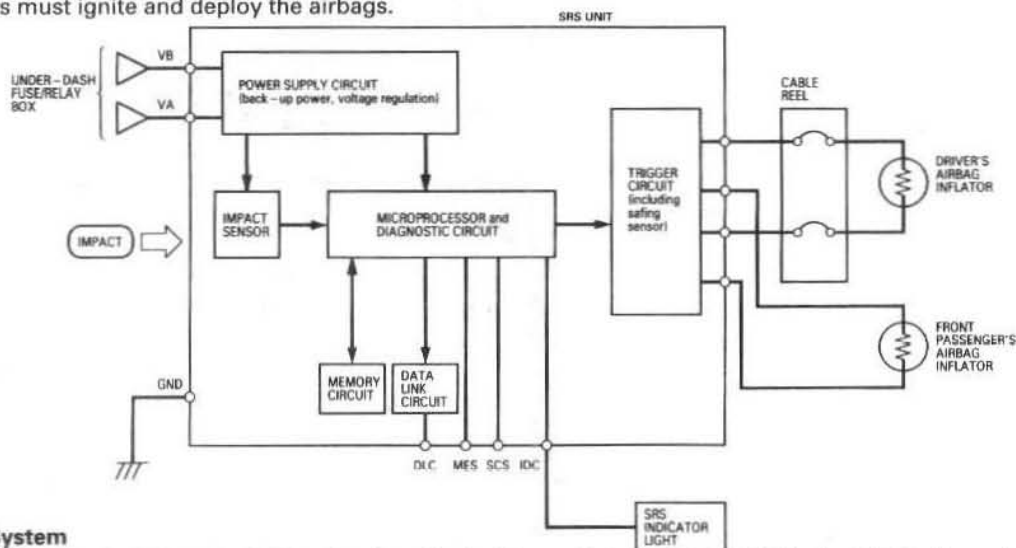 s must ignite and deploy the airbags.
SRS UNIT
UNDER-DASH
FUSE/RELAY
BOX
VB
VA
POWER SUPPLY CIRCUIT
(back-up power, voltage regulation)
CABLE
REEL
IMPACT
IMPACT
SENSOR
MICROPROCESSOR and
DIAGNOSTIC CIRCUIT
TRIGGER
CIRCUIT
(including
safing
sensor)
DRIVER'S
AIRBAG
INFLATOR
FRONT
PASSENGER'S
AIRBAG
INFLATOR
MEMORY
CIRCUIT
DATA
LINK
CIRCUIT
GND
DLC MES SCS IDC
SRS
INDICATOR
LIGHT
ystem